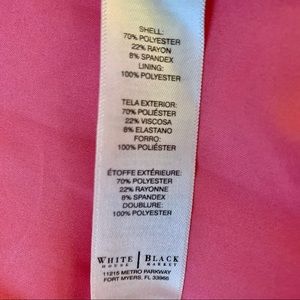 SHELL:
70% POLYESTER
22% RAYON
8% SPANDEX
LINING:
100% POLYESTER
TELA EXTERIOR:
70% POLIÉSTER
22% VISCOSA
8% ELASTANO
FORRO:
100% POLIÉSTER
ÉTOFFE EXTÉRIEURE:
70% POLYESTER
22% RAYONNE
8% SPANDEX
DOUBLURE:
100% POLYESTER
WHITE | BLACK
HOUSE | MARKET
11215 METRO PARKWAY
FORT MYERS, FL 33966